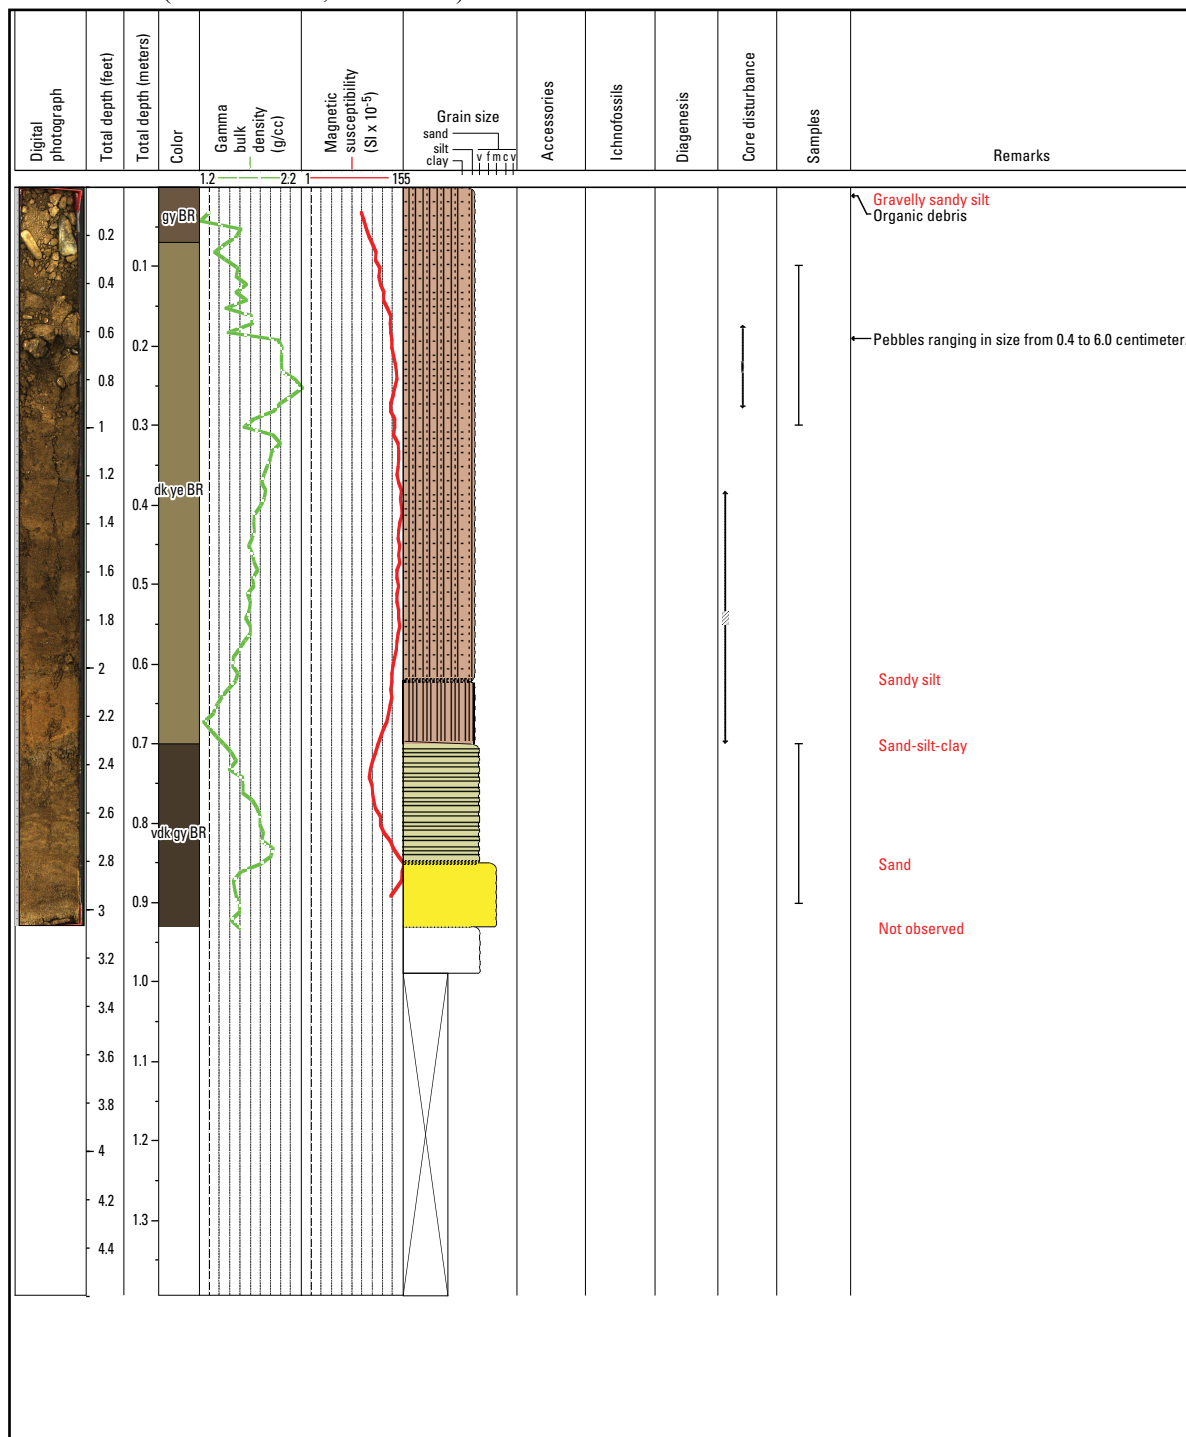 Digital photograph
Total depth (feet)
Total depth (meters)
Color
Gamma bulk density (g/cc)
Magnetic susceptibility (SI x 10⁻⁵)
Grain size
sand
silt
clay
v f m c v
Accessories
Ichnofossils
Diagenesis
Core disturbance
Samples
Remarks
1.2 2.2 1 155
gy BR
dk ye BR
vdk gy BR
0.2
0.4
0.6
0.8
1
1.2
1.4
1.6
1.8
2
2.2
2.4
2.6
2.8
3
3.2
3.4
3.6
3.8
4
4.2
4.4
0.1
0.2
0.3
0.4
0.5
0.6
0.7
0.8
0.9
1.0
1.1
1.2
1.3
Gravelly sandy silt
Organic debris
Pebbles ranging in size from 0.4 to 6.0 centimeter.
Sandy silt
Sand-silt-clay
Sand
Not observed